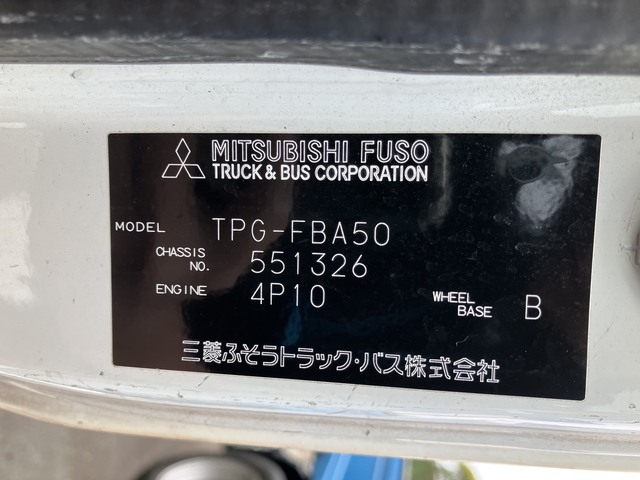 MITSUBISHI FUSO
TRUCK & BUS CORPORATION
MODEL TPG-FBA50
CHASSIS NO. 551326
ENGINE 4P10
WHEEL BASE B
三菱ふそうトラック・バス株式会社